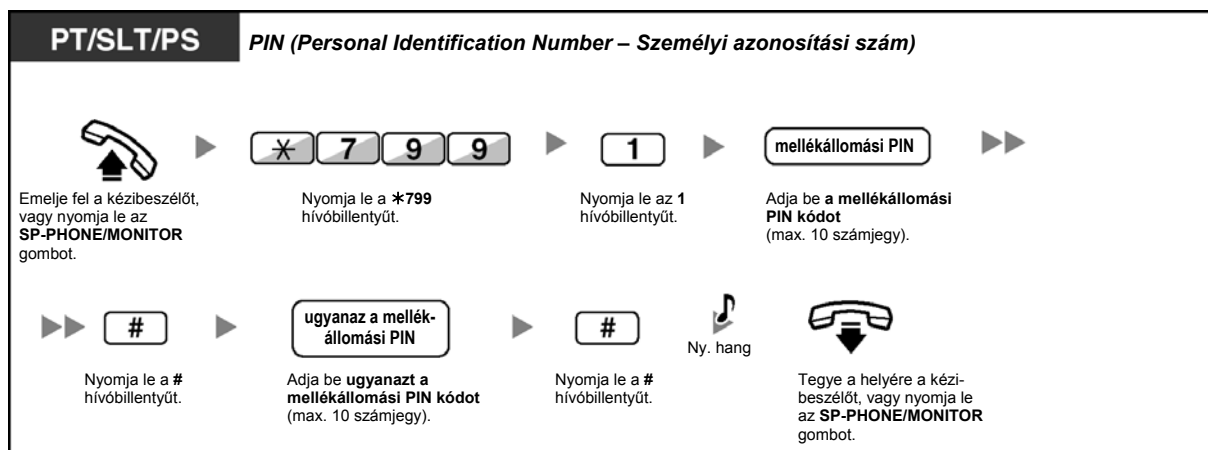 PT/SLT/PS PIN (Personal Identification Number – Személyi azonosítási szám)
✳ 7 9 9
1
mellékállomási PIN
Emelje fel a kézibeszélőt,
vagy nyomja le az
SP-PHONE/MONITOR
gombot.
Nyomja le a ✳799
hívóbillentyűt.
Nyomja le az 1
hívóbillentyűt.
Adja be a mellékállomási
PIN kódot
(max. 10 számjegy).
#
ugyanaz a mellék-
állomási PIN
#
Ny. hang
Nyomja le a #
hívóbillentyűt.
Adja be ugyanazt a
mellékállomási PIN kódot
(max. 10 számjegy).
Nyomja le a #
hívóbillentyűt.
Tegye a helyére a kézi-
beszélőt, vagy nyomja le
az SP-PHONE/MONITOR
gombot.